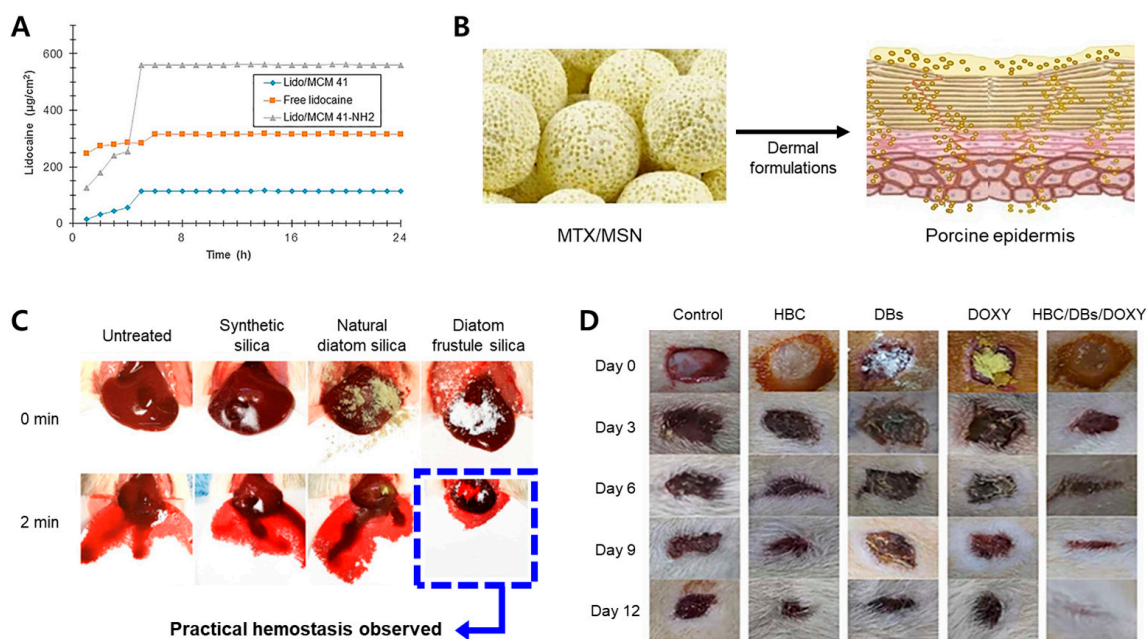 A
Lidocaine (µg/cm²)
600
400
200
0
0
4
8
12
16
20
24
Time (h)
Lido/MCM 41
Free lidocaine
Lido/MCM 41-NH2
B
MTX/MSN
Dermal
formulations
Porcine epidermis
C
Untreated
Synthetic
silica
Natural
diatom silica
Diatom
frustule silica
0 min
2 min
Practical hemostasis observed
D
Control
HBC
DBs
DOXY
HBC/DBs/DOXY
Day 0
Day 3
Day 6
Day 9
Day 12